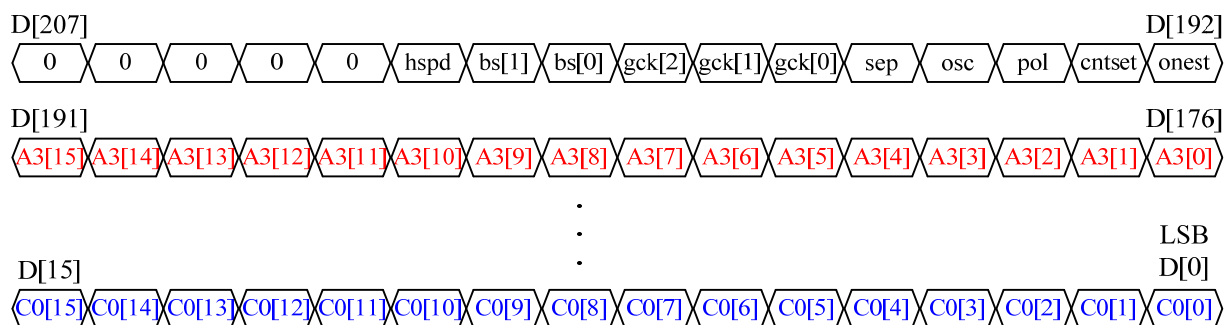 D[207] D[192]
0 0 0 0 0 hspd bs[1] bs[0] gck[2] gck[1] gck[0] sep osc pol cntset onest
D[191] D[176]
A3[15] A3[14] A3[13] A3[12] A3[11] A3[10] A3[9] A3[8] A3[7] A3[6] A3[5] A3[4] A3[3] A3[2] A3[1] A3[0]
LSB
D[15] D[0]
C0[15] C0[14] C0[13] C0[12] C0[11] C0[10] C0[9] C0[8] C0[7] C0[6] C0[5] C0[4] C0[3] C0[2] C0[1] C0[0]